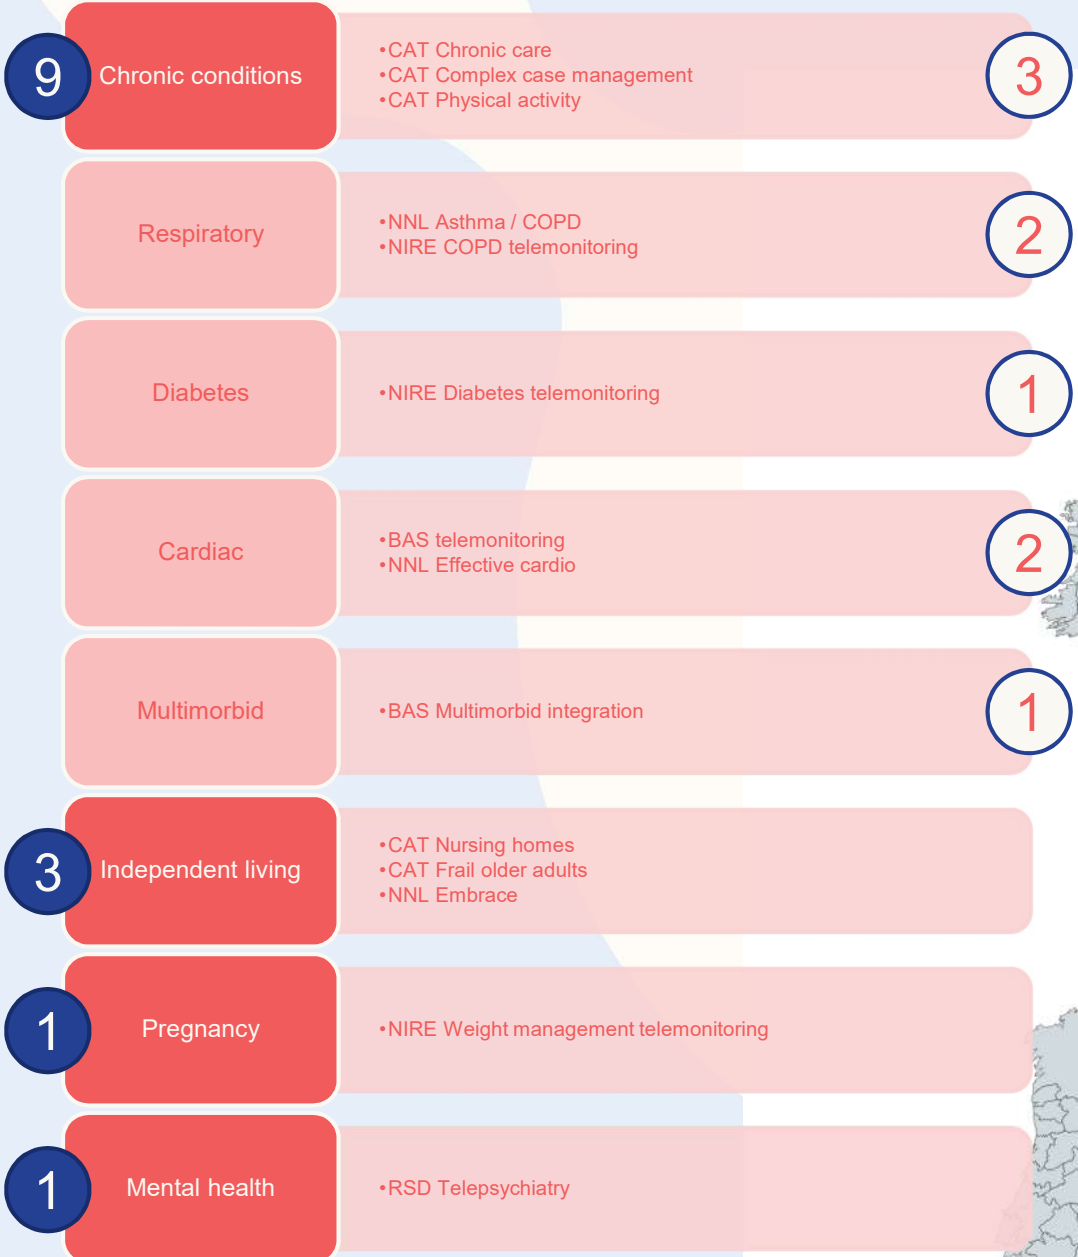 9
Chronic conditions
•CAT Chronic care
•CAT Complex case management
•CAT Physical activity
3
Respiratory
•NNL Asthma / COPD
•NIRE COPD telemonitoring
2
Diabetes
•NIRE Diabetes telemonitoring
1
Cardiac
•BAS telemonitoring
•NNL Effective cardio
2
Multimorbid
•BAS Multimorbid integration
1
3
Independent living
•CAT Nursing homes
•CAT Frail older adults
•NNL Embrace
1
Pregnancy
•NIRE Weight management telemonitoring
1
Mental health
•RSD Telepsychiatry